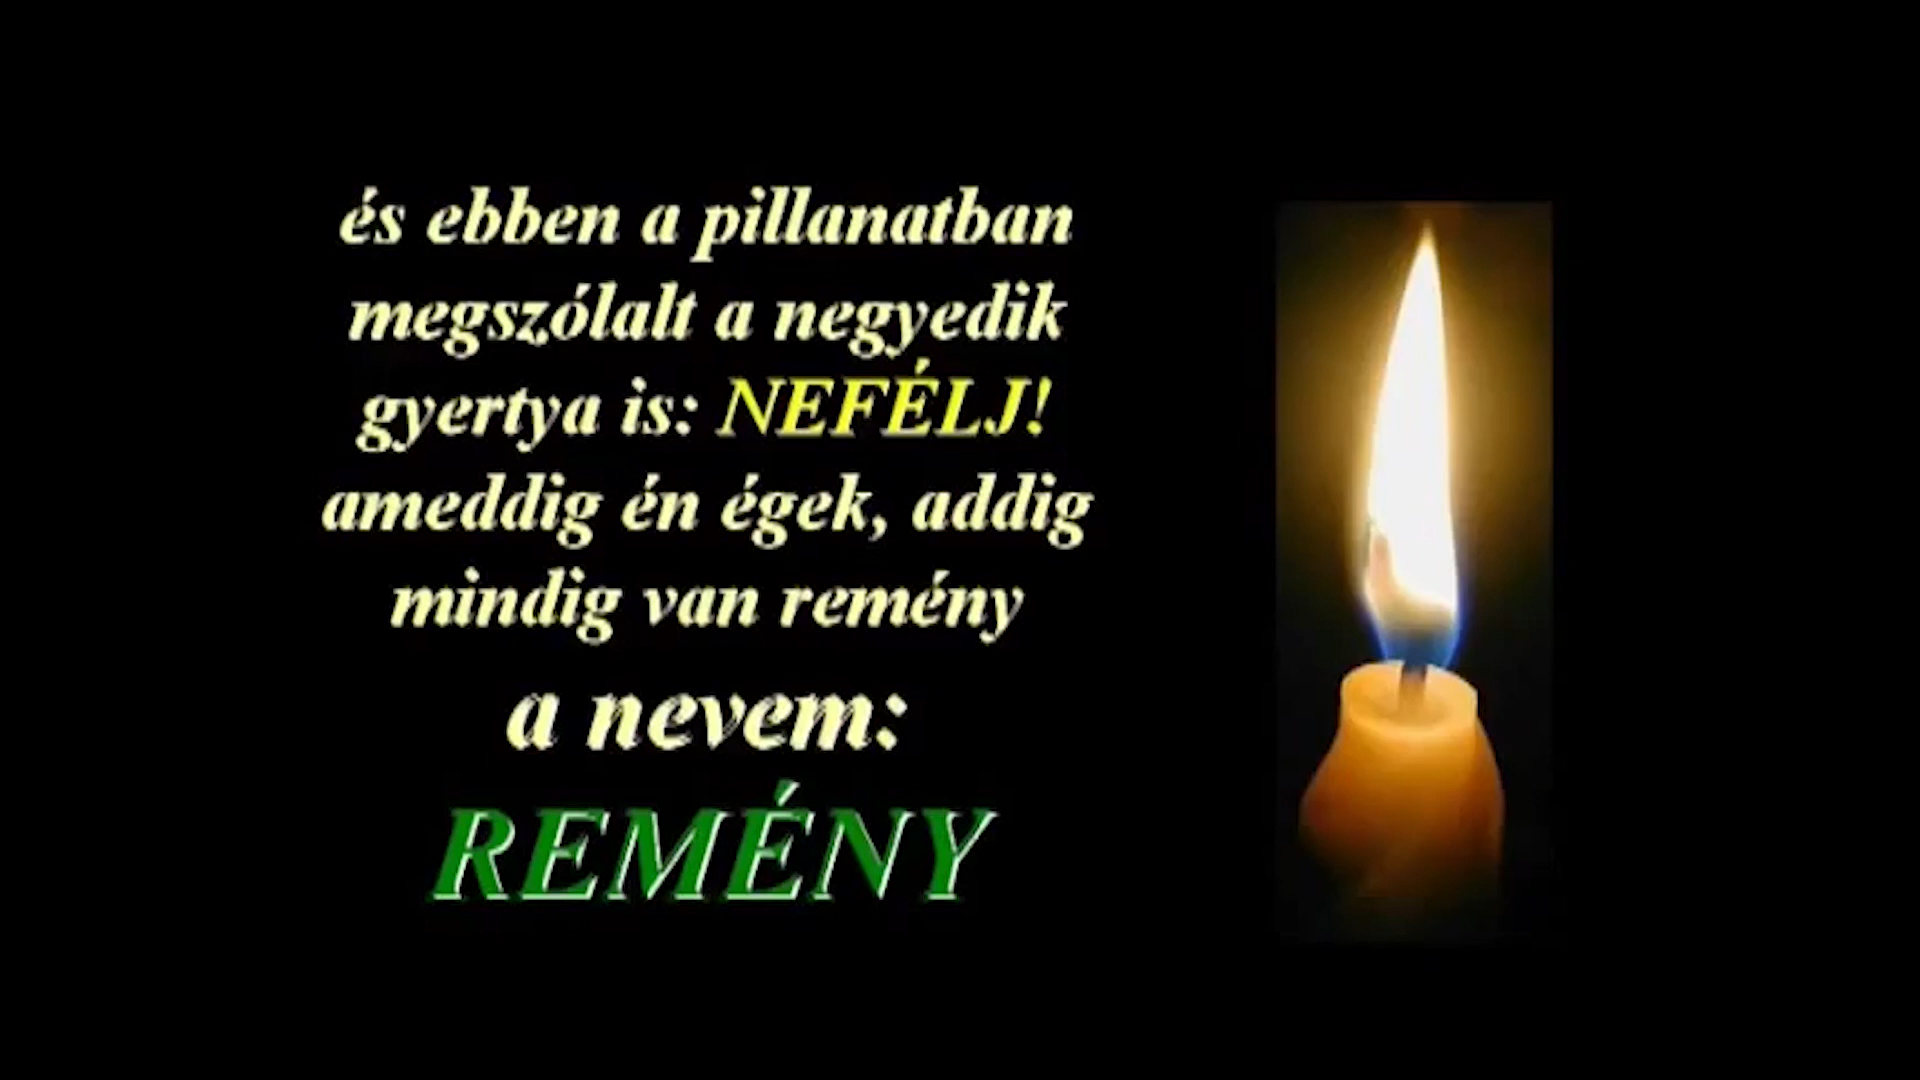 és ebben a pillanatban
megszólalt a negyedik
gyertya is: NEFÉLJ!
ameddig én égek, addig
mindig van remény
a nevem:
REMÉNY